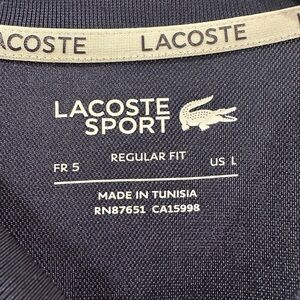 LACOSTE LACOSTE
LACOSTE
SPORT
REGULAR FIT
FR 5 US L
MADE IN TUNISIA
RN87651 CA15998